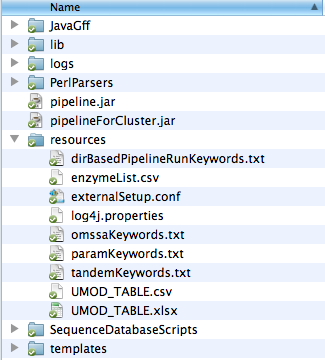 Name
JavaGff
lib
logs
PerlParsers
pipeline.jar
pipelineForCluster.jar
resources
dirBasedPipelineRunKeywords.txt
enzymeList.csv
externalSetup.conf
log4j.properties
omssaKeywords.txt
paramKeywords.txt
tandemKeywords.txt
UMOD_TABLE.csv
UMOD_TABLE.xlsx
SequenceDatabaseScripts
templates